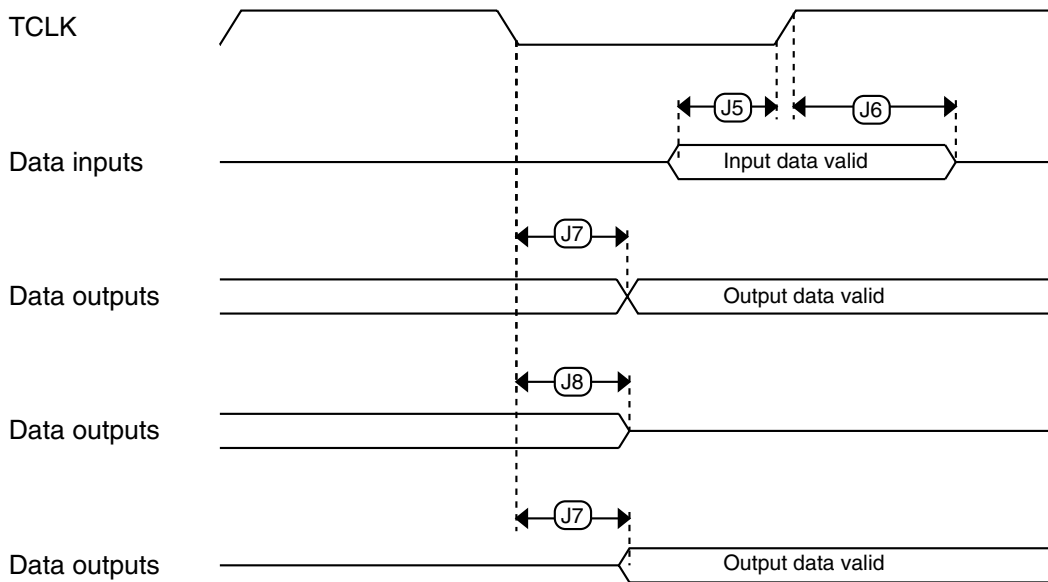 TCLK
J5
J6
Data inputs
Input data valid
J7
Data outputs
Output data valid
J8
Data outputs
J7
Data outputs
Output data valid